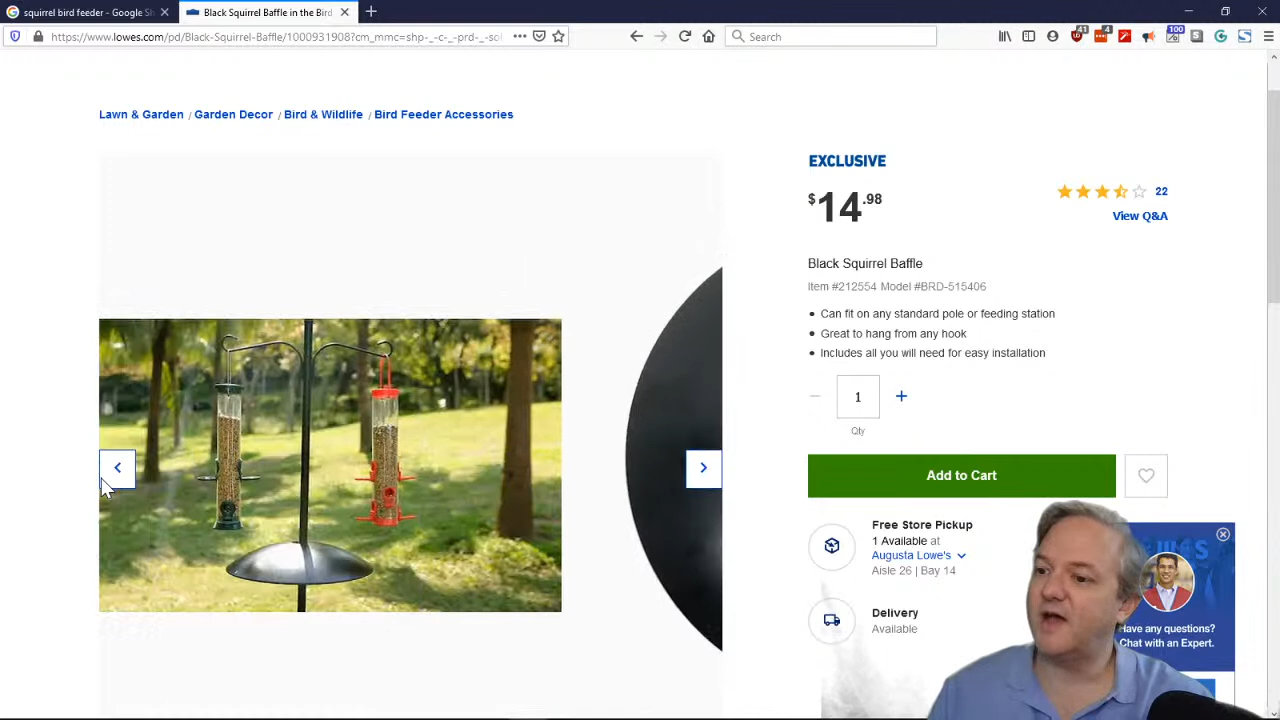 squirrel bird feeder - Google Sh
Black Squirrel Baffle in the Bird
https://www.lowes.com/pd/Black-Squirrel-Baffle/1000931908?cm_mmc=shp-_-c-_-prd-_-sol
Search
41
4
100
Lawn & Garden / Garden Decor / Bird & Wildlife / Bird Feeder Accessories
EXCLUSIVE
$14.98
22
View Q&A
Black Squirrel Baffle
Item #212554 Model #BRD-515406
• Can fit on any standard pole or feeding station
• Great to hang from any hook
• Includes all you will need for easy installation
1
Qty
Add to Cart
Free Store Pickup
1 Available at
Augusta Lowe's
Aisle 26 | Bay 14
Delivery
Available
Have any questions?
Chat with an Expert.